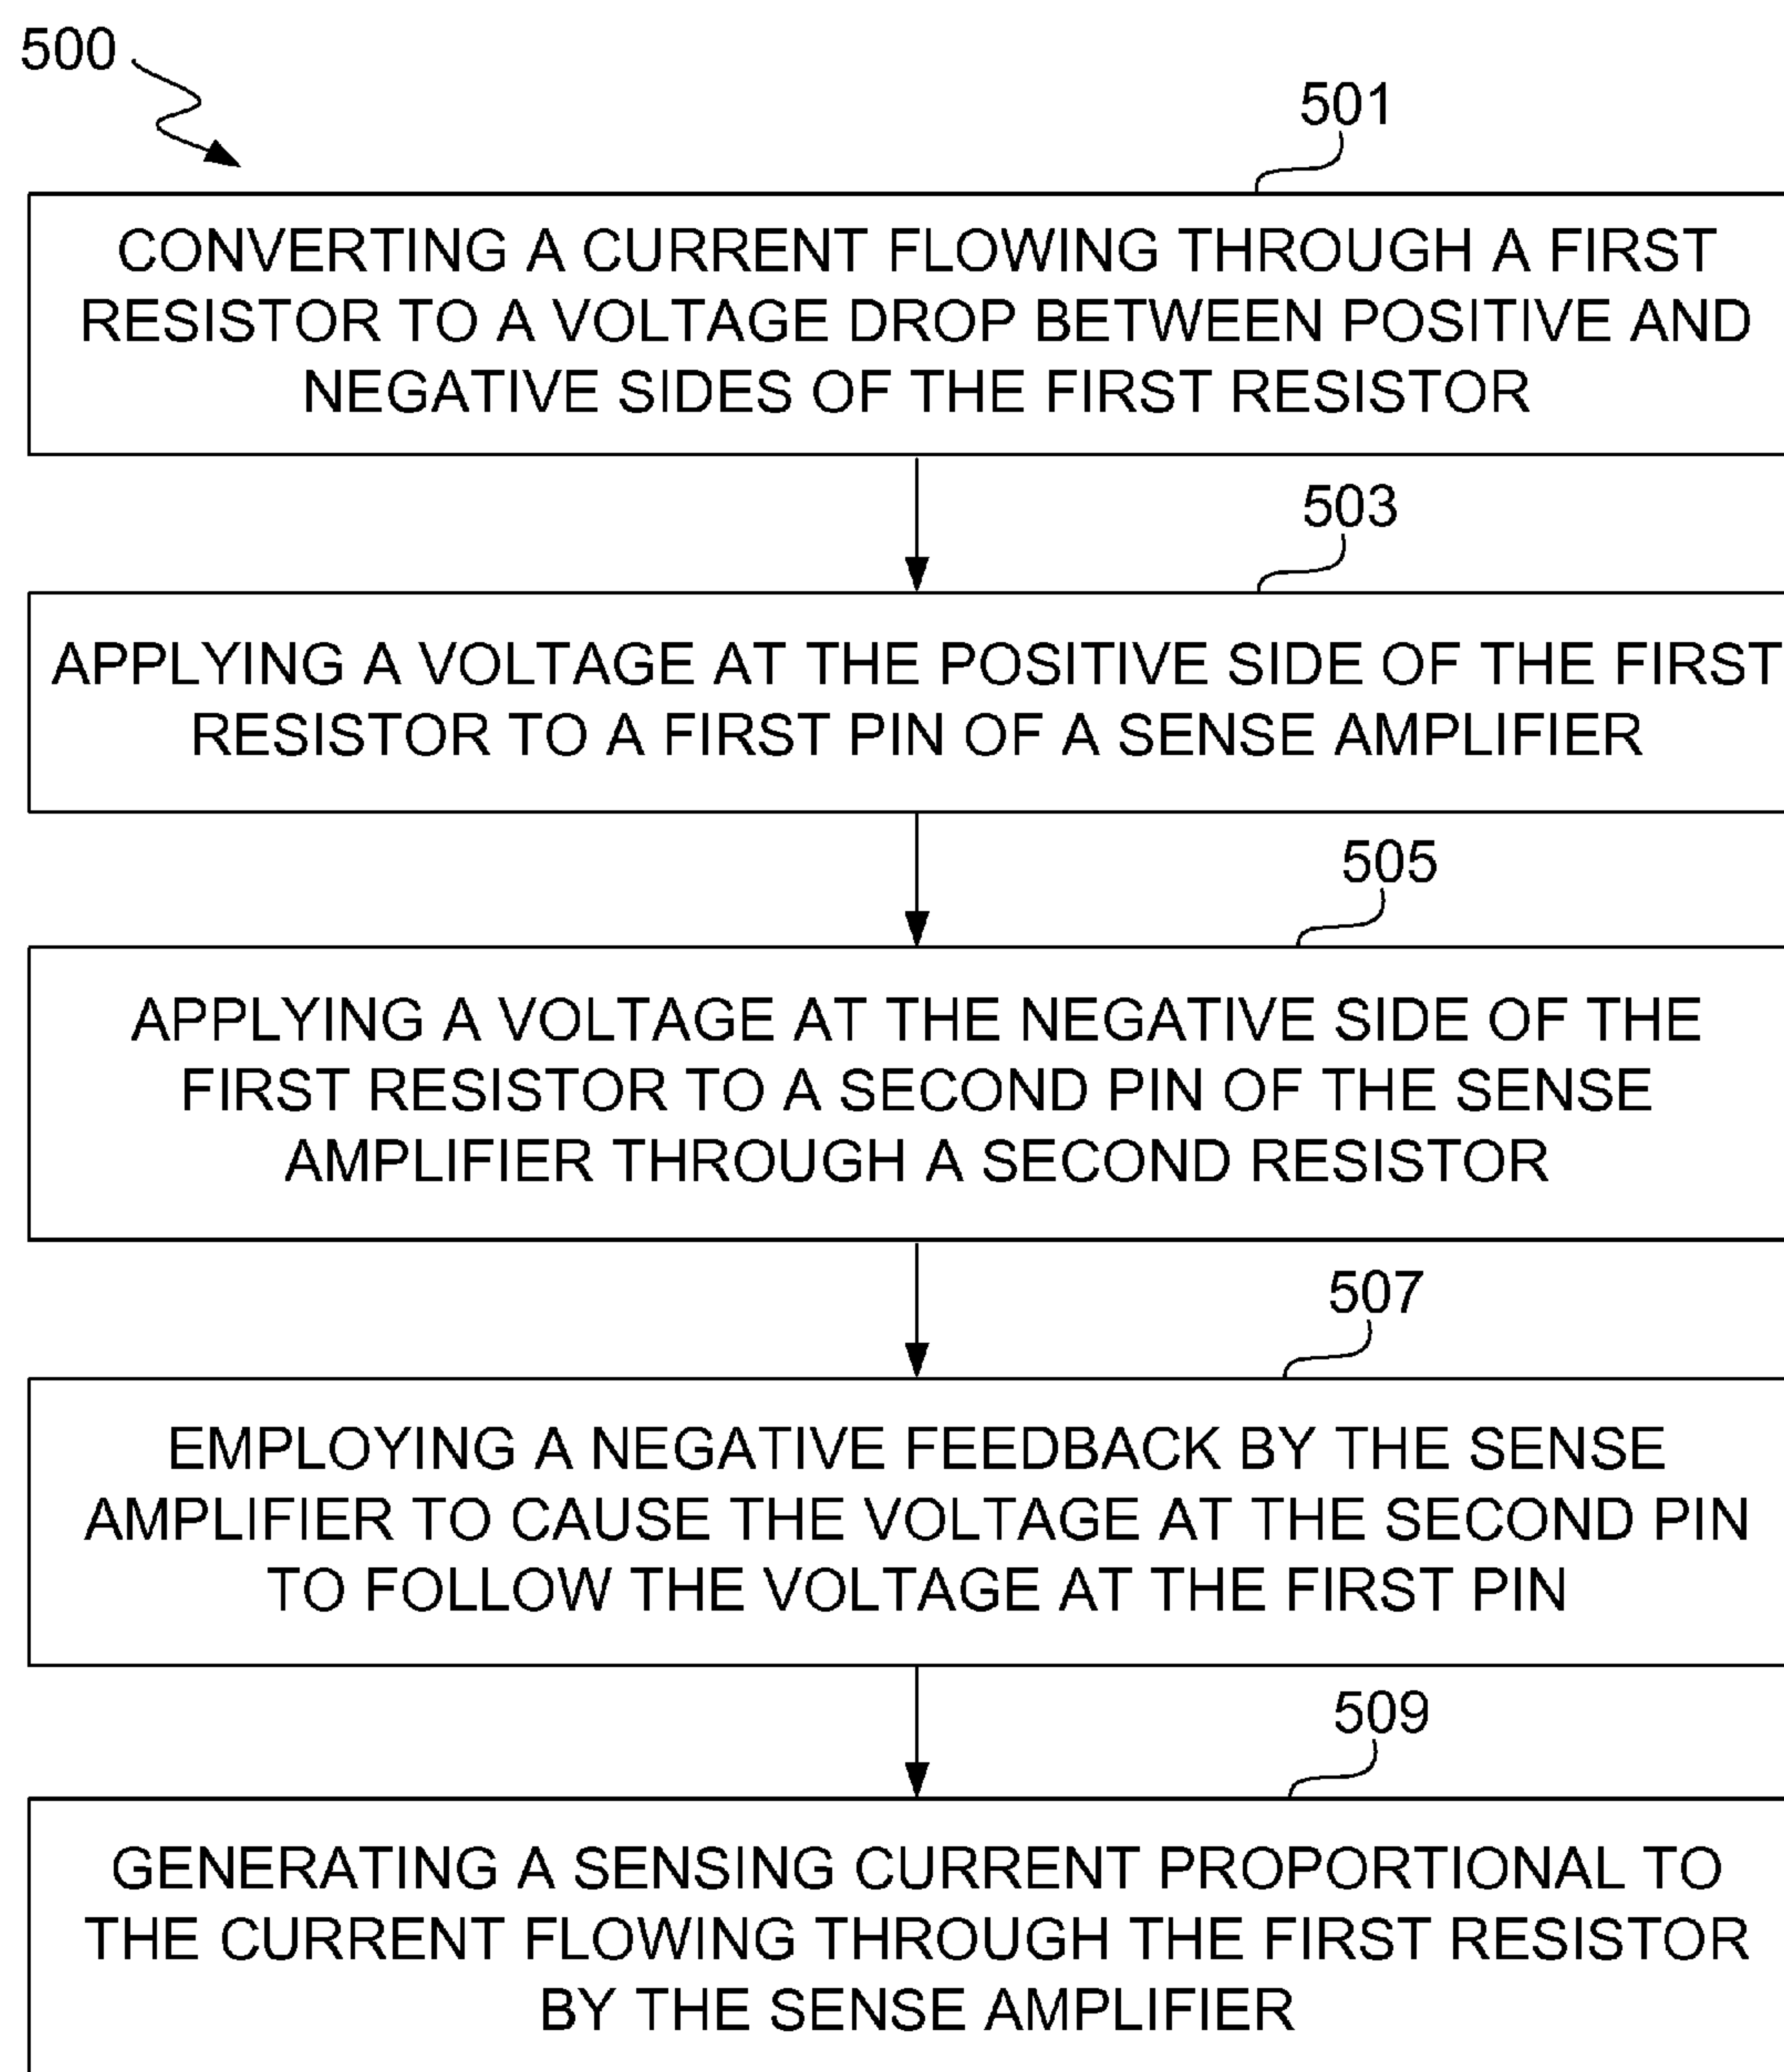 500
501
CONVERTING A CURRENT FLOWING THROUGH A FIRST
RESISTOR TO A VOLTAGE DROP BETWEEN POSITIVE AND
NEGATIVE SIDES OF THE FIRST RESISTOR
503
APPLYING A VOLTAGE AT THE POSITIVE SIDE OF THE FIRST
RESISTOR TO A FIRST PIN OF A SENSE AMPLIFIER
505
APPLYING A VOLTAGE AT THE NEGATIVE SIDE OF THE
FIRST RESISTOR TO A SECOND PIN OF THE SENSE
AMPLIFIER THROUGH A SECOND RESISTOR
507
EMPLOYING A NEGATIVE FEEDBACK BY THE SENSE
AMPLIFIER TO CAUSE THE VOLTAGE AT THE SECOND PIN
TO FOLLOW THE VOLTAGE AT THE FIRST PIN
509
GENERATING A SENSING CURRENT PROPORTIONAL TO
THE CURRENT FLOWING THROUGH THE FIRST RESISTOR
BY THE SENSE AMPLIFIER